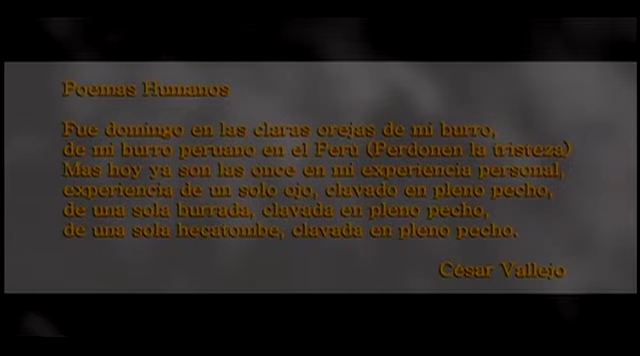 Poemas Humanos
Fue domingo en las claras orejas de mi burro,
de mi burro peruano en el Perú (Perdonen la tristeza)
Mas hoy ya son las once en mi experiencia personal,
experiencia de un solo ojo, clavado en pleno pecho,
de una sola burrada, clavada en pleno pecho,
de una sola hecatombe, clavada en pleno pecho.
César Vallejo